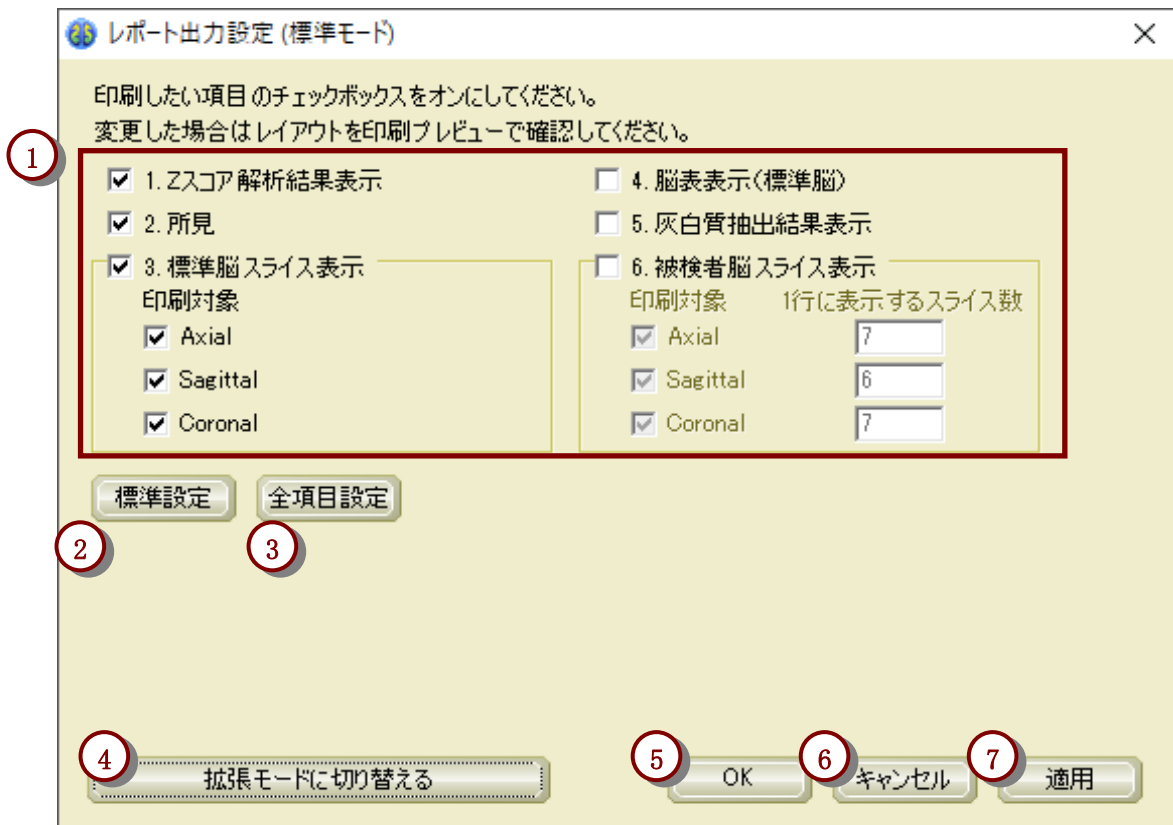 レポート出力設定 (標準モード)
印刷したい項目のチェックボックスをオンにしてください。
変更した場合はレイアウトを印刷プレビューで確認してください。
1
1. Zスコア解析結果表示
2. 所見
3. 標準脳スライス表示
印刷対象
Axial
Sagittal
Coronal
4. 脳表表示(標準脳)
5. 灰白質抽出結果表示
6. 被検者脳スライス表示
印刷対象 1行に表示するスライス数
Axial 7
Sagittal 6
Coronal 7
標準設定 全項目設定
2 3
4 5 6 7
拡張モードに切り替える OK キャンセル 適用